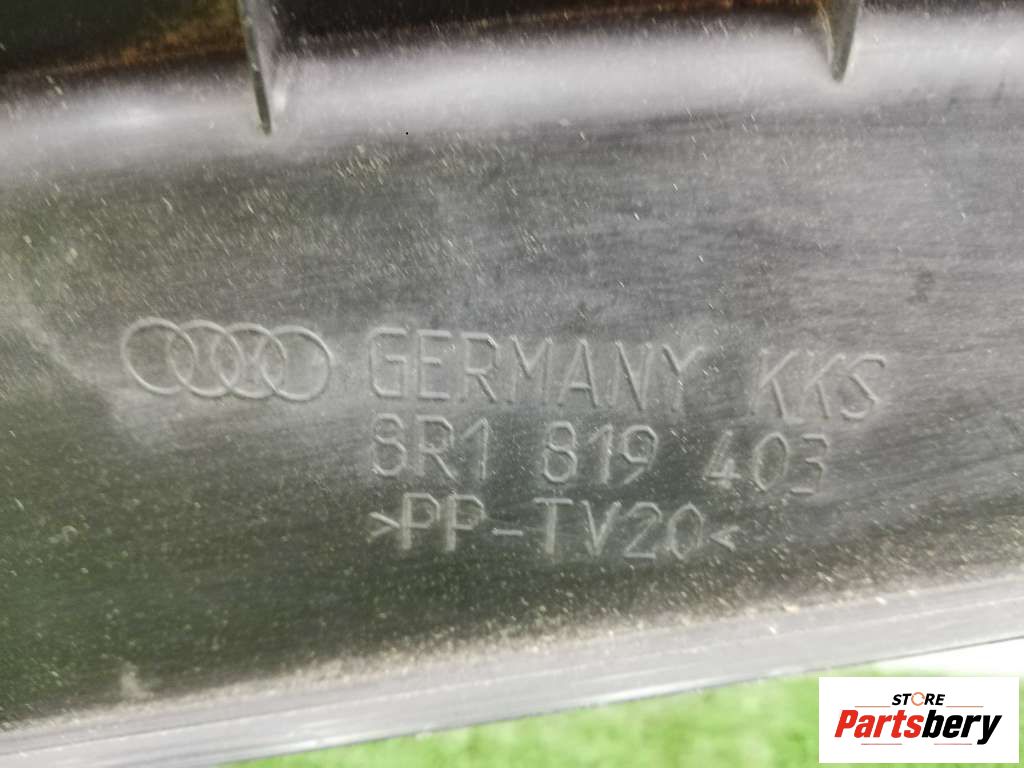 GERMANY KKS
8R1 819 403
>PP-TV20<
STORE
Partsbery